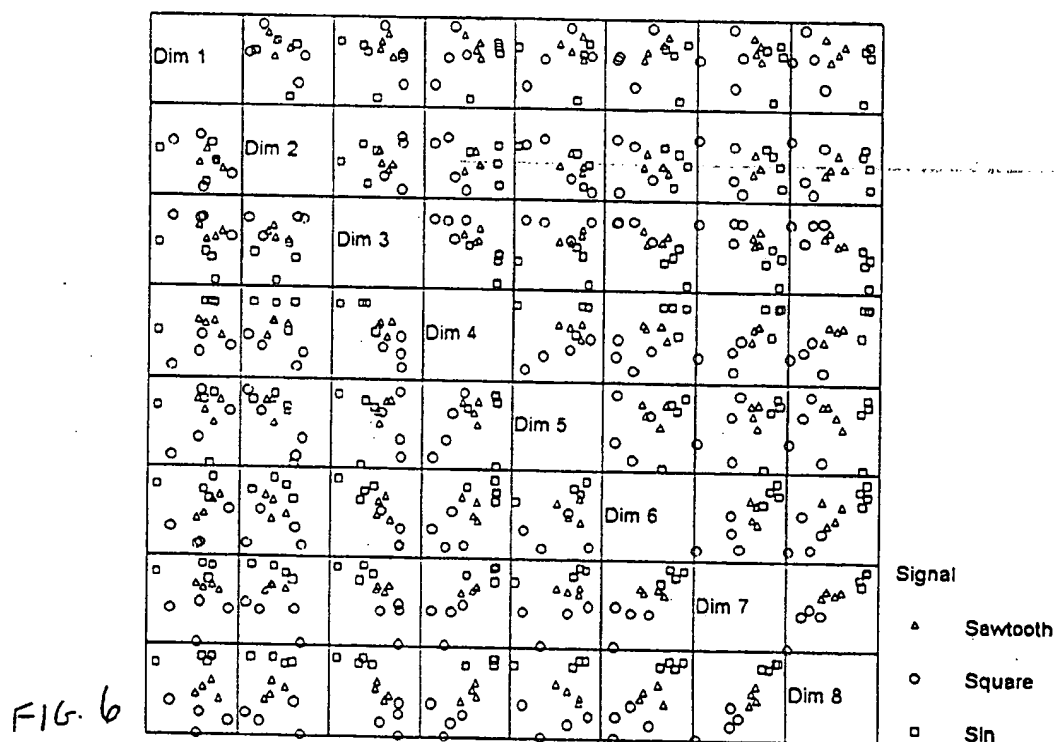 Dim 1
Dim 2
Dim 3
Dim 4
Dim 5
Dim 6
Dim 7
Dim 8
Signal
Sawtooth
Square
Sin
FIG. 6